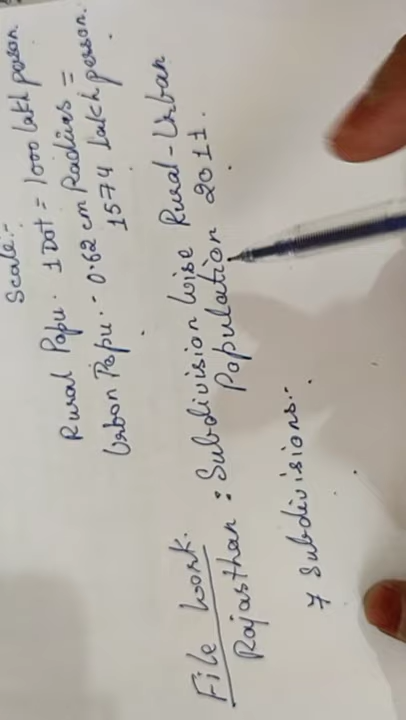 Scale:-
Rural Popu. 1 Dot = 1000 lakh person
Urban Popu.- 0.62 cm Radius =
1574 lakh person.
File Work.
Rajasthan : Subdivision Wise Rural-Urban
Population 2011.
7 Subdivisions:-